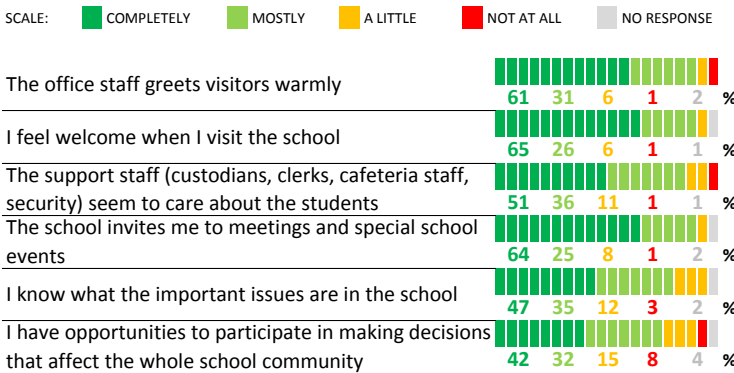 SCALE: COMPLETELY MOSTLY A LITTLE NOT AT ALL NO RESPONSE
The office staff greets visitors warmly
61 31 6 1 2 %
I feel welcome when I visit the school
65 26 6 1 1 %
The support staff (custodians, clerks, cafeteria staff,
security) seem to care about the students
51 36 11 1 1 %
The school invites me to meetings and special school
events
64 25 8 1 2 %
I know what the important issues are in the school
47 35 12 3 2 %
I have opportunities to participate in making decisions
that affect the whole school community
42 32 15 8 4 %